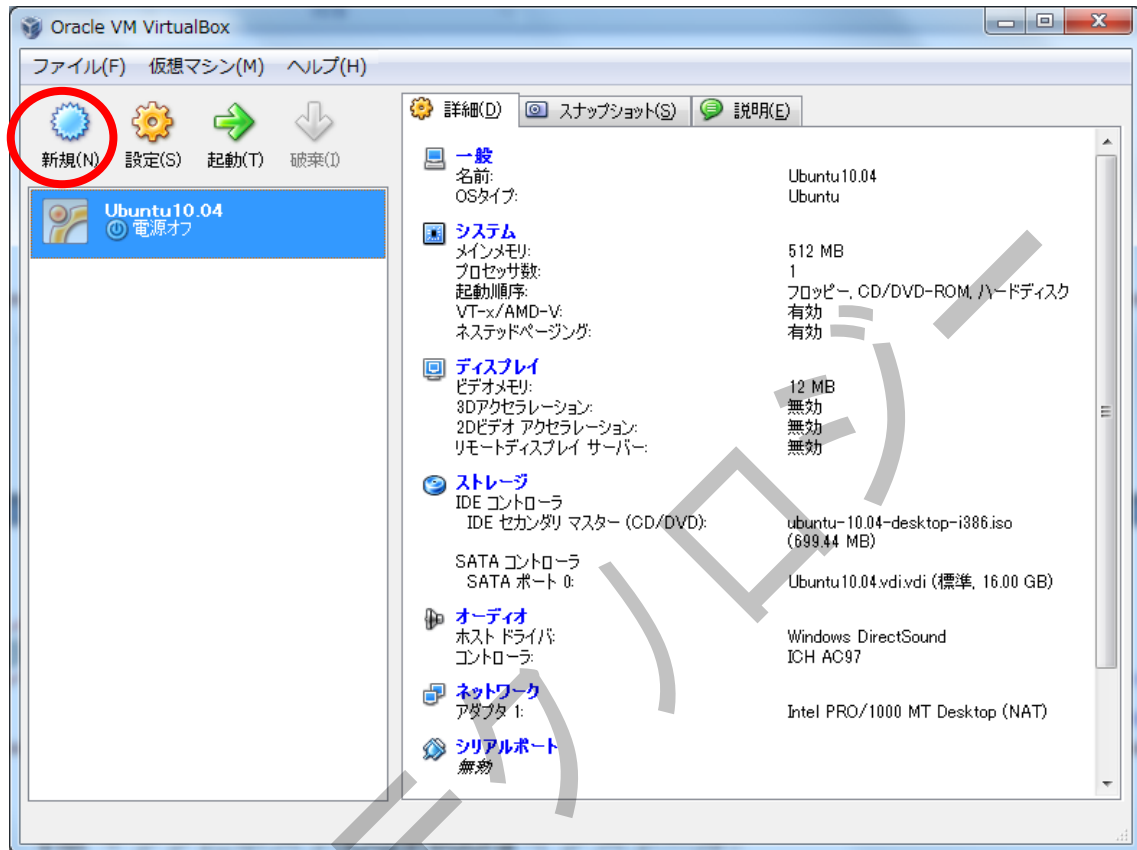 Oracle VM VirtualBox
ファイル(F) 仮想マシン(M) ヘルプ(H)
新規(N) 設定(S) 起動(T) 破棄(I)
Ubuntu10.04
電源オフ
詳細(D) スナップショット(S) 説明(E)
一般
名前: Ubuntu10.04
OSタイプ: Ubuntu
システム
メインメモリ: 512 MB
プロセッサ数: 1
起動順序: フロッピー, CD/DVD-ROM, ハードディスク
VT-x/AMD-V: 有効
ネステッドページング: 有効
ディスプレイ
ビデオメモリ: 12 MB
3Dアクセラレーション: 無効
2Dビデオ アクセラレーション: 無効
リモートディスプレイ サーバー: 無効
ストレージ
IDE コントローラ
IDE セカンダリ マスター (CD/DVD): ubuntu-10.04-desktop-i386.iso
(699.44 MB)
SATA コントローラ
SATA ポート 0: Ubuntu10.04.vdi.vdi (標準, 16.00 GB)
オーディオ
ホスト ドライバ: Windows DirectSound
コントローラ: ICH AC97
ネットワーク
アダプタ 1: Intel PRO/1000 MT Desktop (NAT)
シリアルポート
無効
テクノロジー